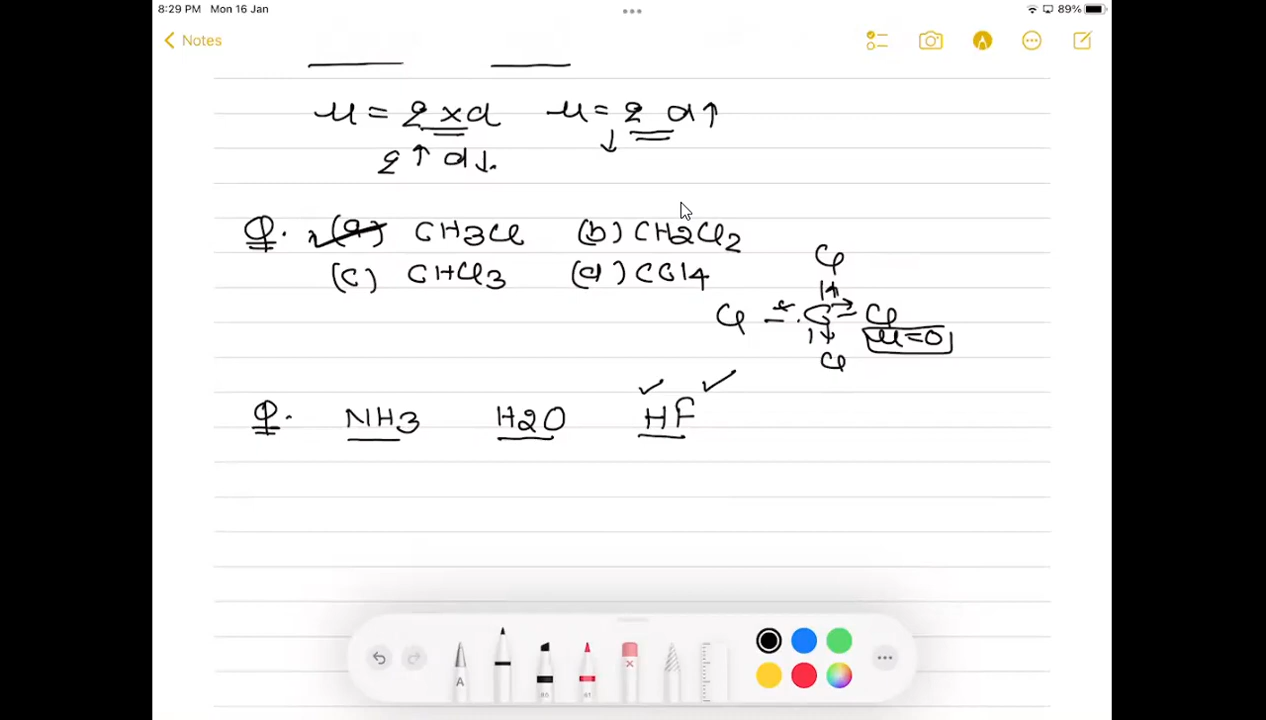 8:29 PM Mon 16 Jan
89%
Notes
μ = q x d μ = q d ↑
↓
q ↑ d ↓.
Q. (a) CH3Cl (b) CH2Cl2
(c) CHCl3 (d) CCl4
Cl
Cl C Cl
μ=0
Cl
Q. NH3 H2O HF
A
80